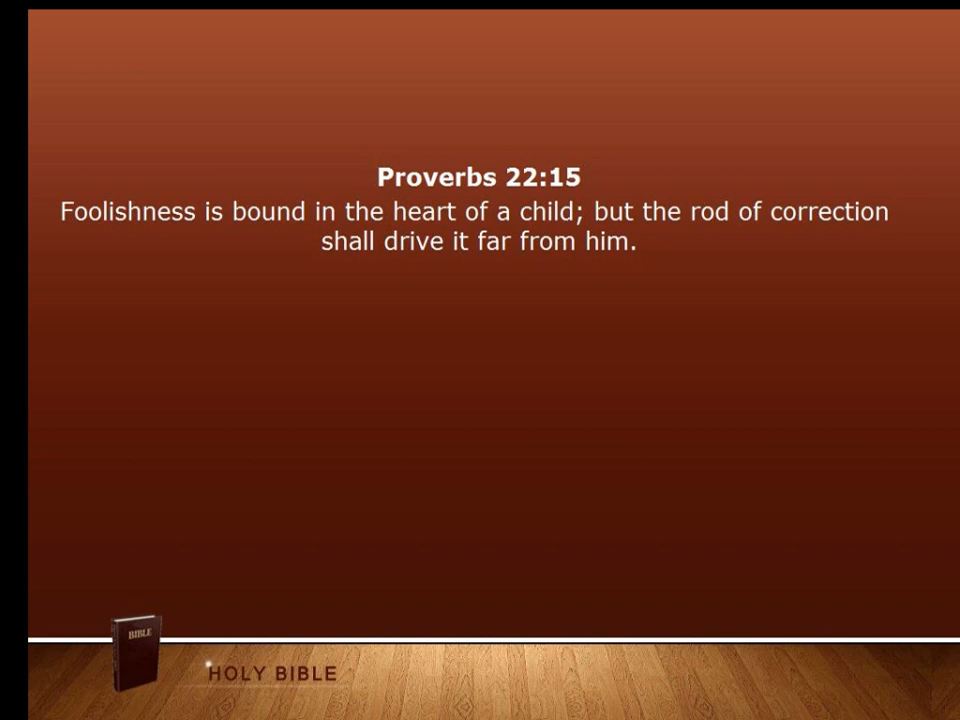 Proverbs 22:15
Foolishness is bound in the heart of a child; but the rod of correction
shall drive it far from him.
BIBLE
HOLY BIBLE